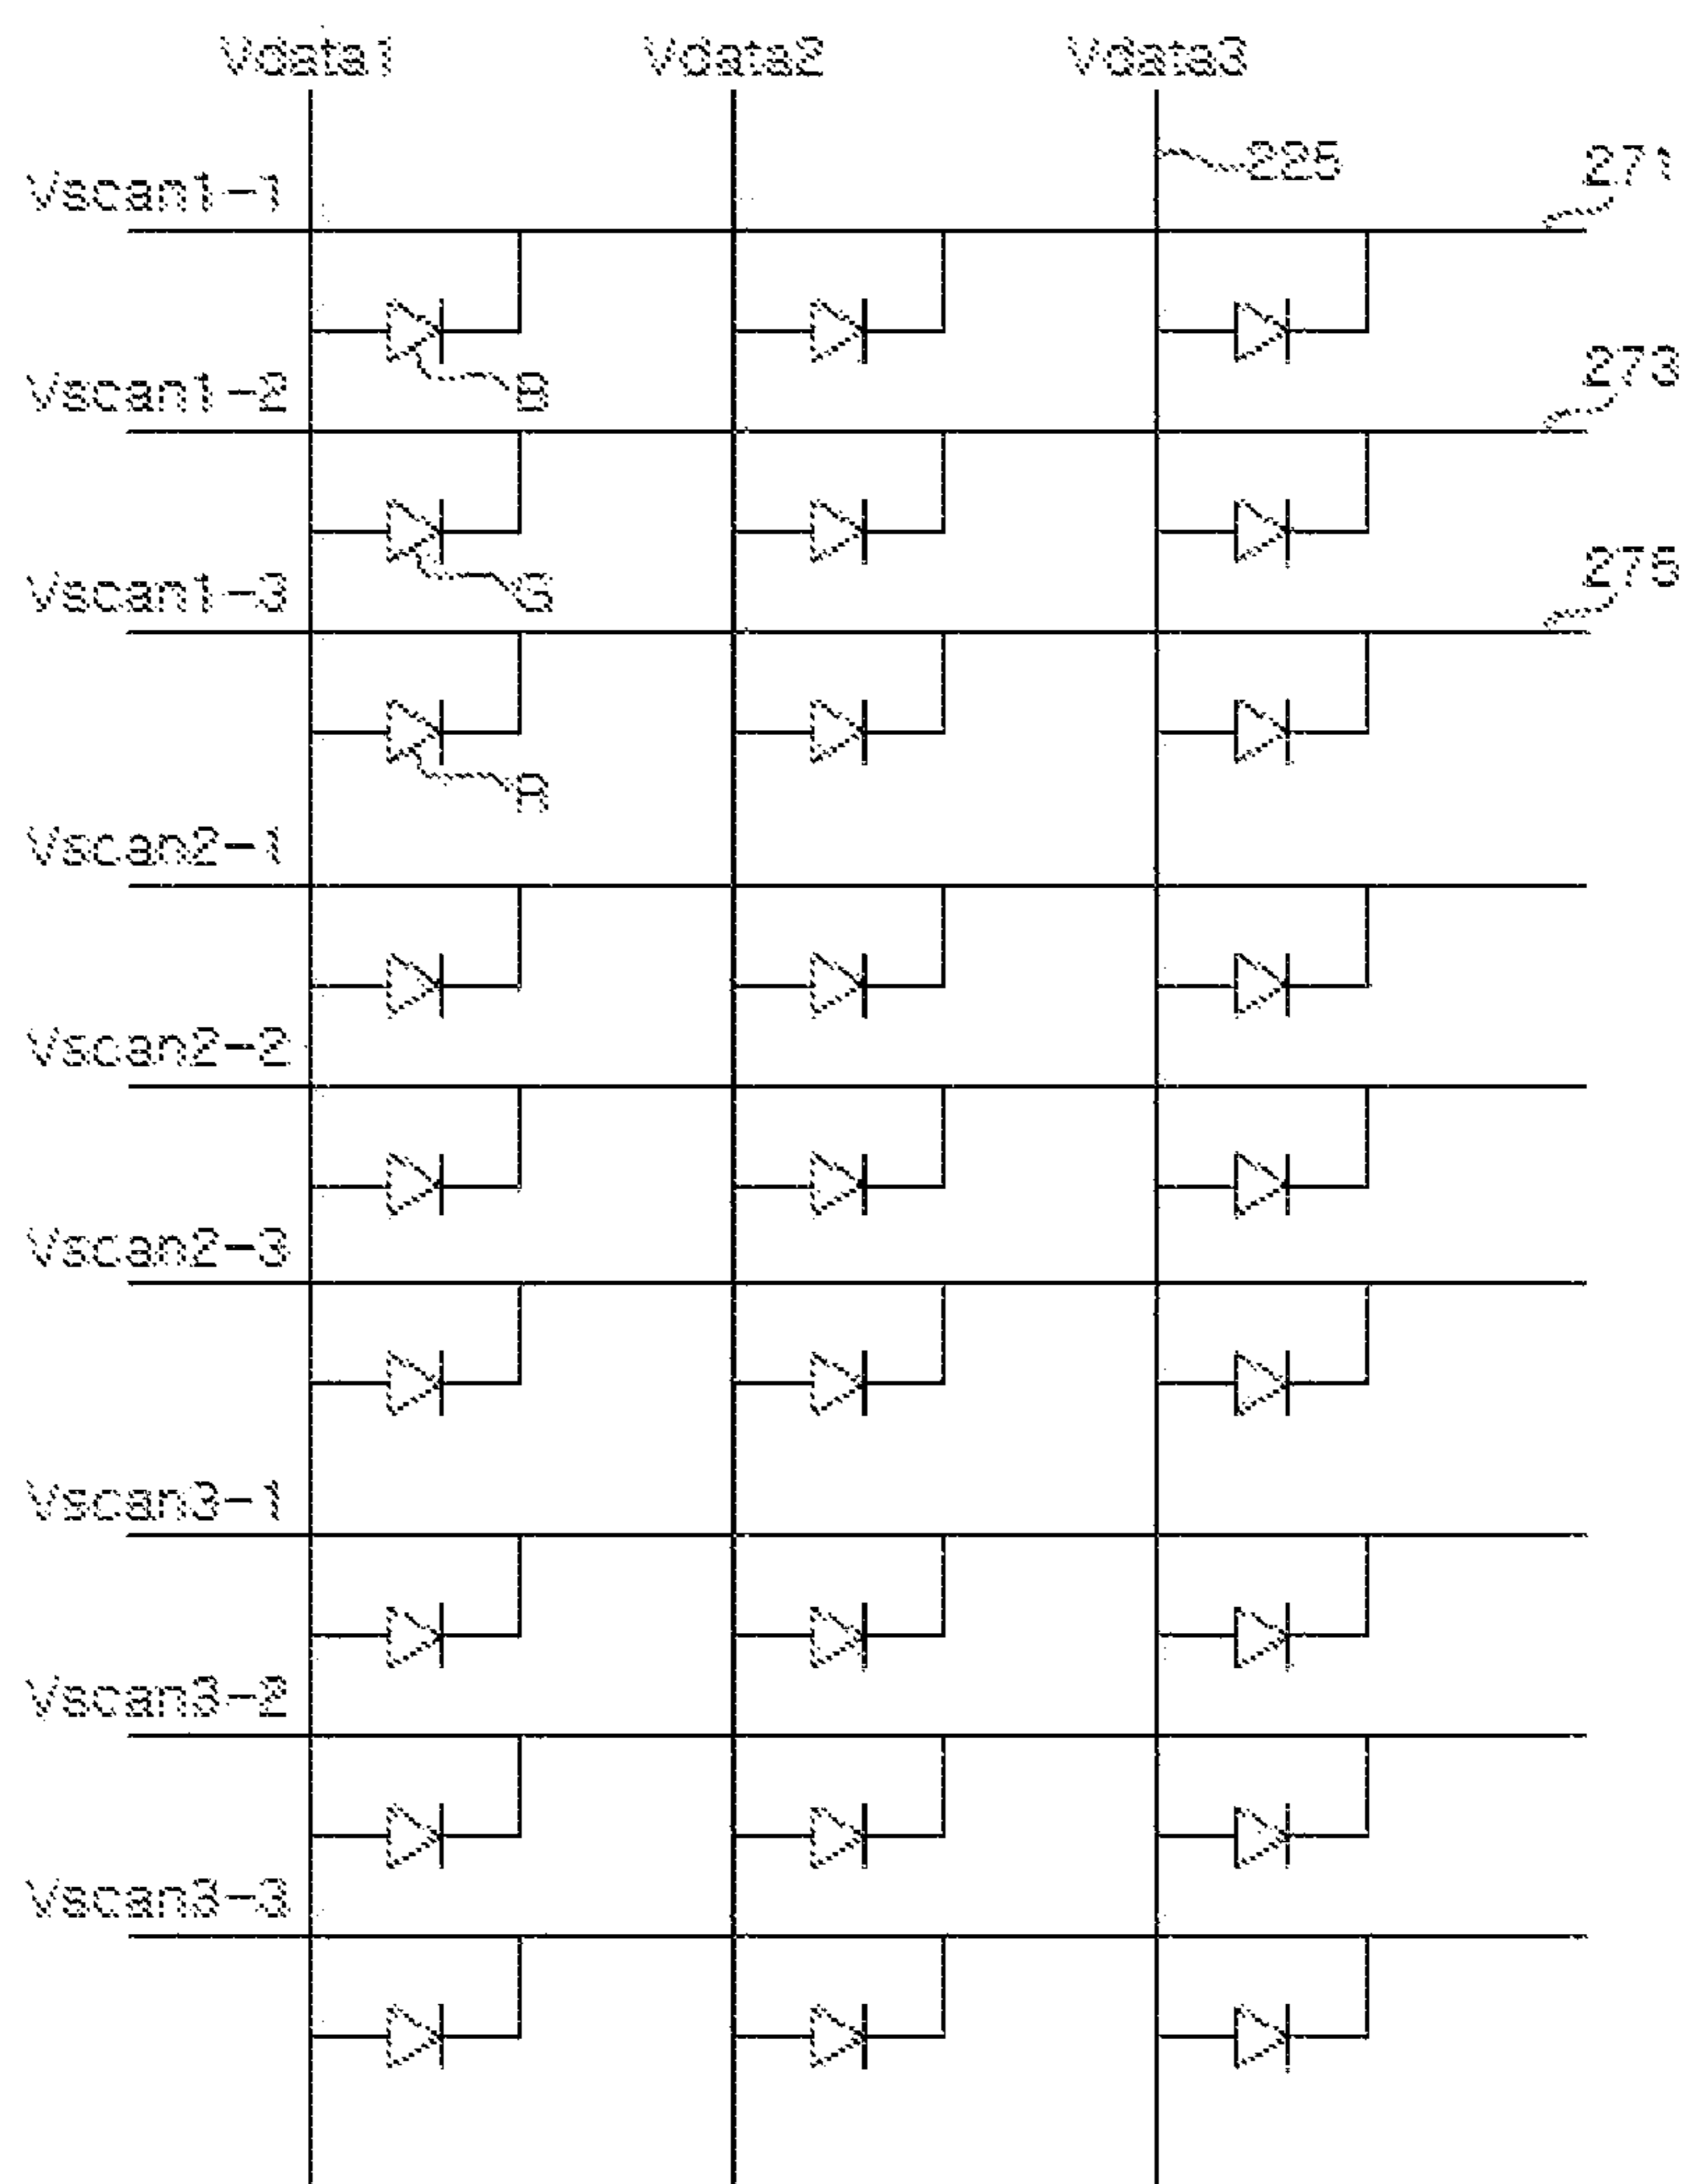 Vdata1 Vdata2 Vdata3
225
271
Vscan1-1
273
Vscan1-2
B
275
Vscan1-3
G
R
Vscan2-1
Vscan2-2
Vscan2-3
Vscan3-1
Vscan3-2
Vscan3-3